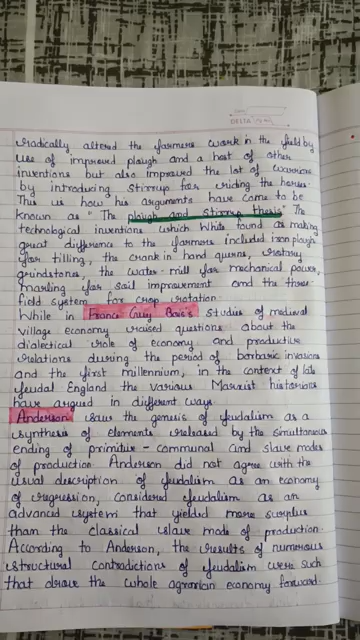 DELTA
radically altered the farmers work in the field by
use of improved plough and a host of other
inventions but also improved the lot of warriors
by introducing stirrup for riding the horse.
This is how his arguments have come to be
known as "The plough and stirrup thesis" The
technological inventions which White found as making
great difference to the farmers included iron plough
for tilling, the crank in hand querns, rotary
grindstones, the water-mill for mechanical power,
marling for soil improvement and the three
field system for crop rotation.
While in France Guy Bois's studies of medival
village economy raised questions about the
dialectical role of economy and productive
relations during the period of barbaric invasions
and the first millennium, in the context of late
feudal England the various Marxist historians
have argued in different ways.
Anderson saw the genesis of feudalism as a
synthesis of elements released by the simultaneous
ending of primitive-communal and slave modes
of production. Anderson did not agree with the
usual description of feudalism as an economy
of regression, considered feudalism as an
advanced system that yielded more surplus
than the classical slave mode of production.
According to Anderson, the results of numerous
structural contradictions of feudalism were such
that drove the whole agrarian economy forward.